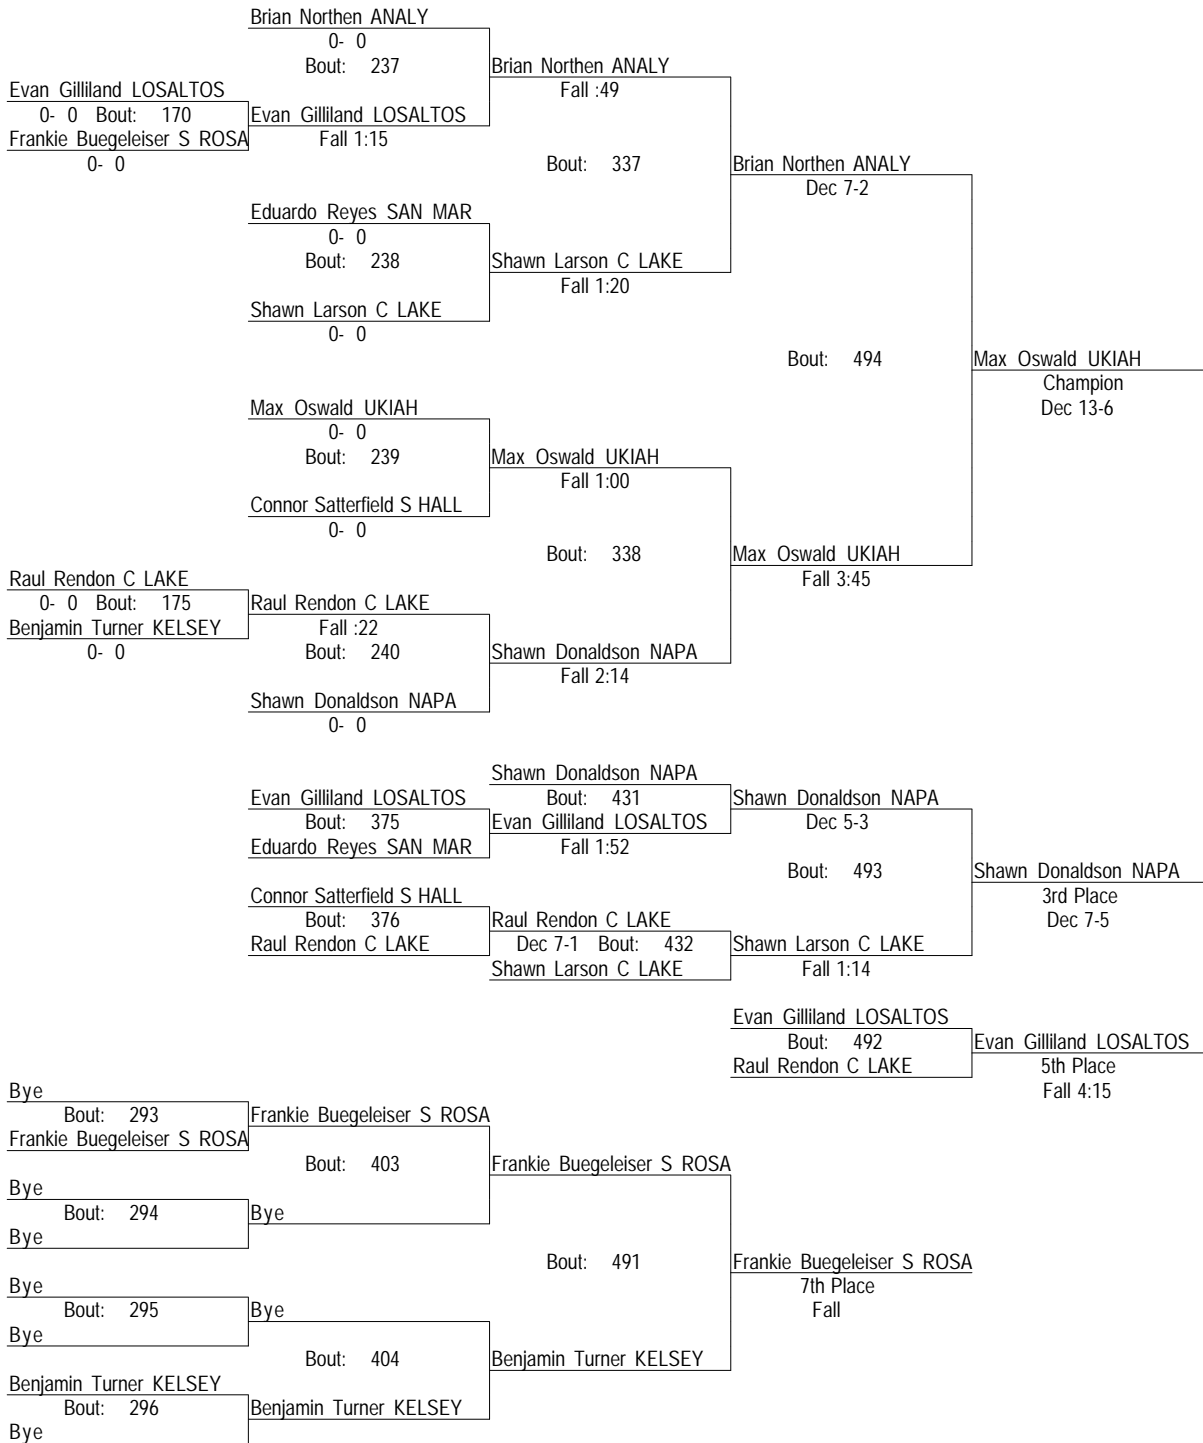 Brian Northen ANALY
0- 0
Bout: 237
Brian Northen ANALY
Fall :49
Evan Gilliland LOSALTOS
0- 0 Bout: 170
Evan Gilliland LOSALTOS
Fall 1:15
Frankie Buegeleiser S ROSA
0- 0
Bout: 337
Brian Northen ANALY
Dec 7-2
Eduardo Reyes SAN MAR
0- 0
Bout: 238
Shawn Larson C LAKE
Fall 1:20
Shawn Larson C LAKE
0- 0
Bout: 494
Max Oswald UKIAH
Champion
Dec 13-6
Max Oswald UKIAH
0- 0
Bout: 239
Max Oswald UKIAH
Fall 1:00
Connor Satterfield S HALL
0- 0
Bout: 338
Max Oswald UKIAH
Fall 3:45
Raul Rendon C LAKE
0- 0 Bout: 175
Raul Rendon C LAKE
Fall :22
Benjamin Turner KELSEY
0- 0
Bout: 240
Shawn Donaldson NAPA
Fall 2:14
Shawn Donaldson NAPA
0- 0
Shawn Donaldson NAPA
Bout: 431
Shawn Donaldson NAPA
Dec 5-3
Evan Gilliland LOSALTOS
Bout: 375
Evan Gilliland LOSALTOS
Fall 1:52
Eduardo Reyes SAN MAR
Bout: 493
Shawn Donaldson NAPA
3rd Place
Dec 7-5
Connor Satterfield S HALL
Bout: 376
Raul Rendon C LAKE
Dec 7-1 Bout: 432
Raul Rendon C LAKE
Shawn Larson C LAKE
Fall 1:14
Shawn Larson C LAKE
Evan Gilliland LOSALTOS
Bout: 492
Evan Gilliland LOSALTOS
5th Place
Fall 4:15
Raul Rendon C LAKE
Bye
Bout: 293
Frankie Buegeleiser S ROSA
Frankie Buegeleiser S ROSA
Bout: 403
Frankie Buegeleiser S ROSA
Bye
Bout: 294
Bye
Bye
Bout: 491
Frankie Buegeleiser S ROSA
7th Place
Fall
Bye
Bout: 295
Bye
Bye
Bout: 404
Benjamin Turner KELSEY
Benjamin Turner KELSEY
Bout: 296
Benjamin Turner KELSEY
Bye